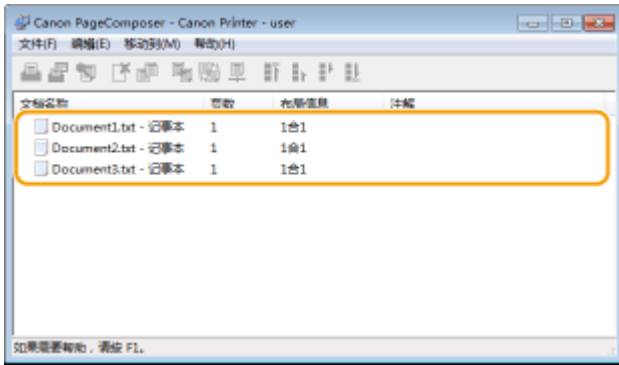 Canon PageComposer - Canon Printer - user
文件(F) 编辑(E) 移动到(M) 帮助(H)
文档名称 页数 布局信息 注解
Document1.txt - 记事本 1 1合1
Document2.txt - 记事本 1 1合1
Document3.txt - 记事本 1 1合1
如果需要帮助，请按 F1。